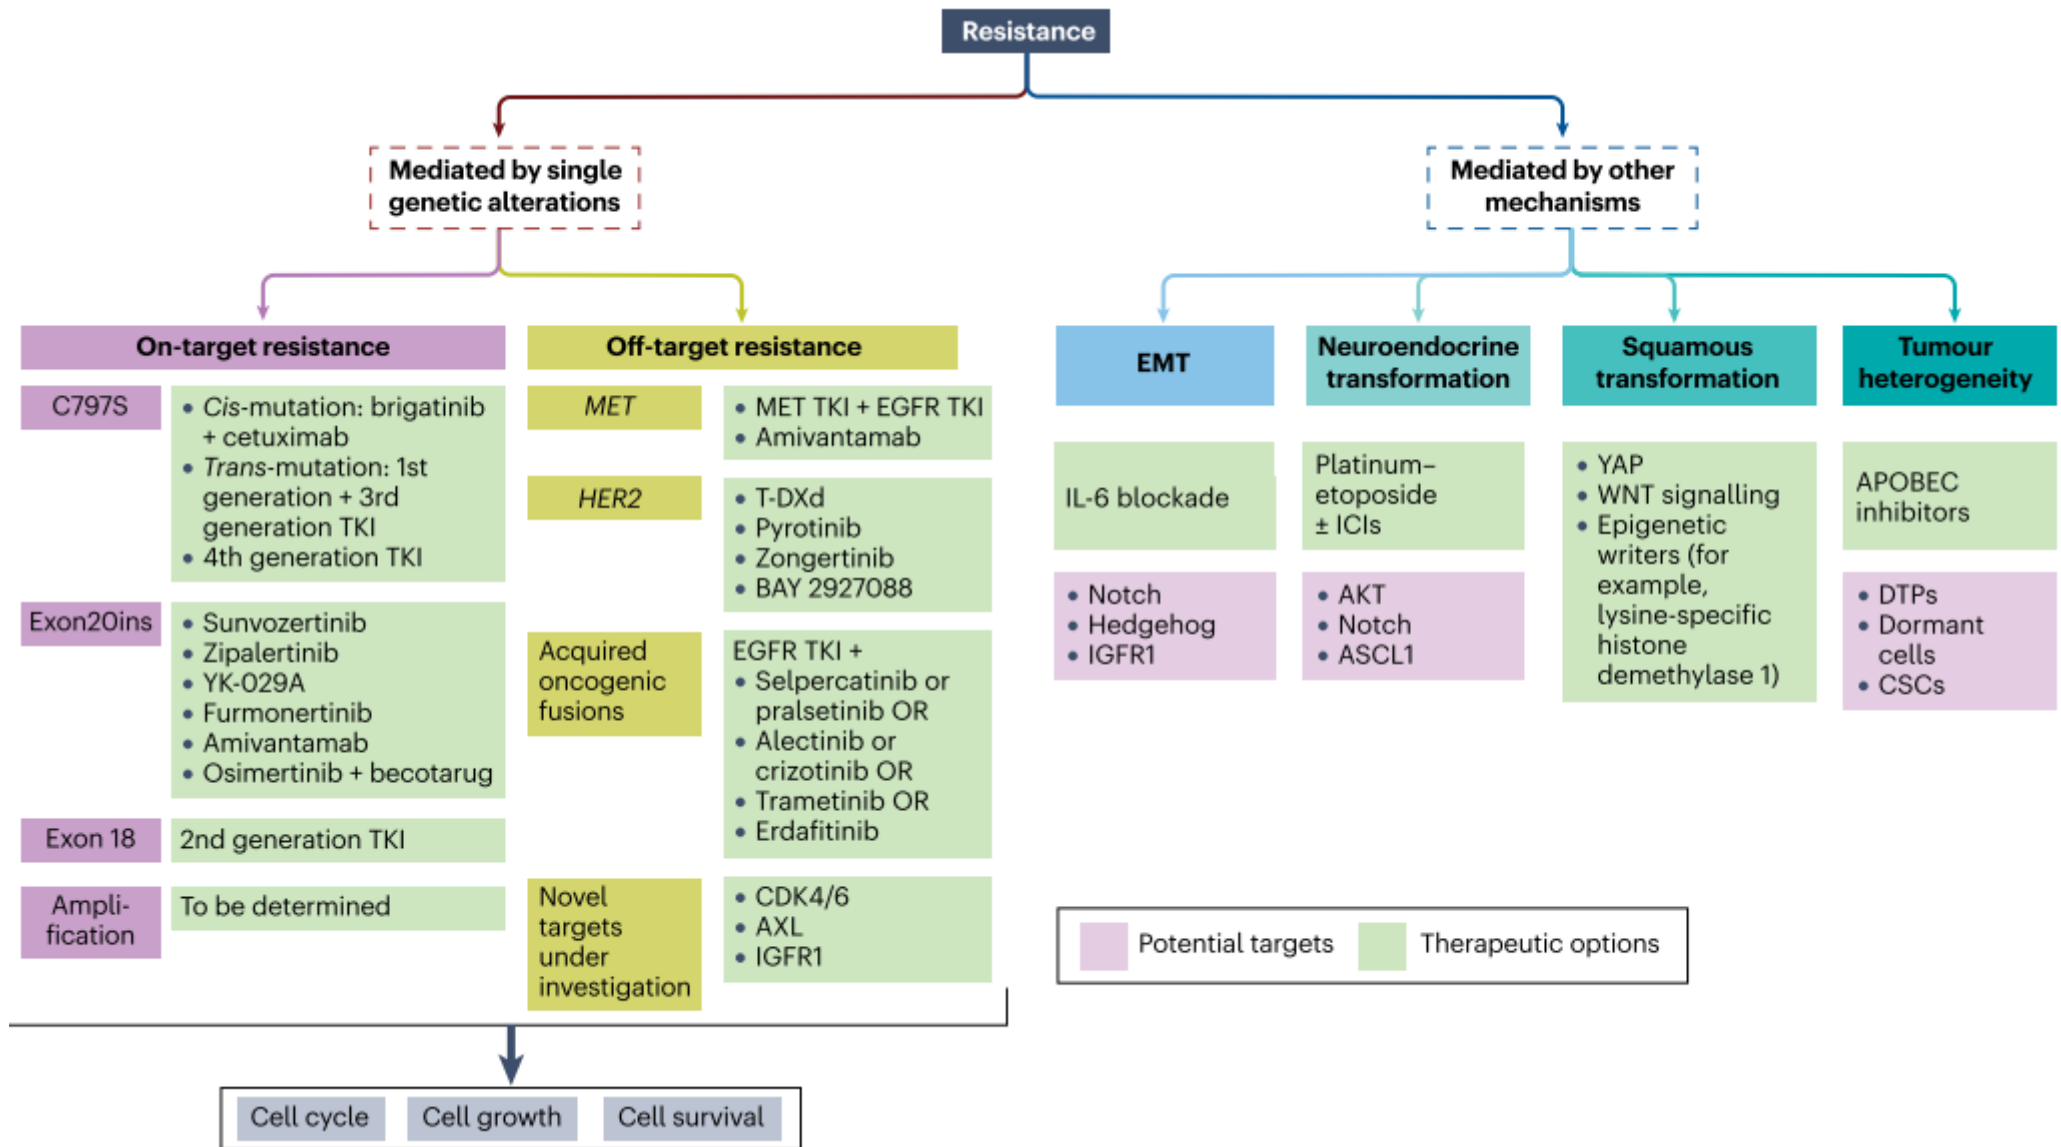 Resistance
Mediated by single
genetic alterations
Mediated by other
mechanisms
On-target resistance
C797S
• Cis-mutation: brigatinib
+ cetuximab
• Trans-mutation: 1st
generation + 3rd
generation TKI
• 4th generation TKI
Exon20ins
• Sunvozertinib
• Zipalertinib
• YK-029A
• Furmonertinib
• Amivantamab
• Osimertinib + becotarug
Exon 18
2nd generation TKI
Ampli-
fication
To be determined
Off-target resistance
MET
• MET TKI + EGFR TKI
• Amivantamab
HER2
• T-DXd
• Pyrotinib
• Zongertinib
• BAY 2927088
Acquired
oncogenic
fusions
EGFR TKI +
• Selpercatinib or
pralsetinib OR
• Alectinib or
crizotinib OR
• Trametinib OR
• Erdafitinib
Novel
targets
under
investigation
• CDK4/6
• AXL
• IGFR1
Cell cycle
Cell growth
Cell survival
EMT
IL-6 blockade
• Notch
• Hedgehog
• IGFR1
Neuroendocrine
transformation
Platinum–
etoposide
± ICIs
• AKT
• Notch
• ASCL1
Squamous
transformation
• YAP
• WNT signalling
• Epigenetic
writers (for
example,
lysine-specific
histone
demethylase 1)
Tumour
heterogeneity
APOBEC
inhibitors
• DTPs
• Dormant
cells
• CSCs
Potential targets
Therapeutic options